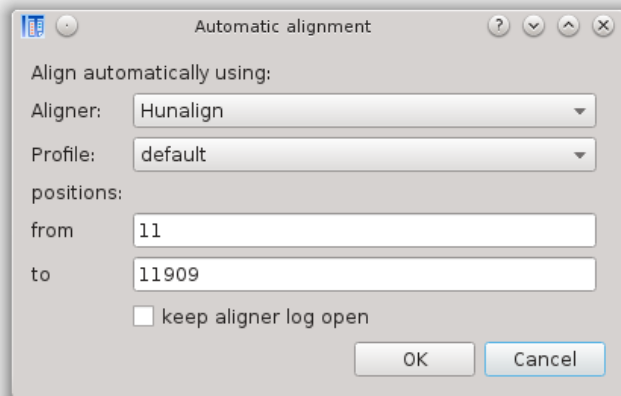 Automatic alignment
Align automatically using:
Aligner: Hunalign
Profile: default
positions:
from 11
to 11909
keep aligner log open
OK Cancel